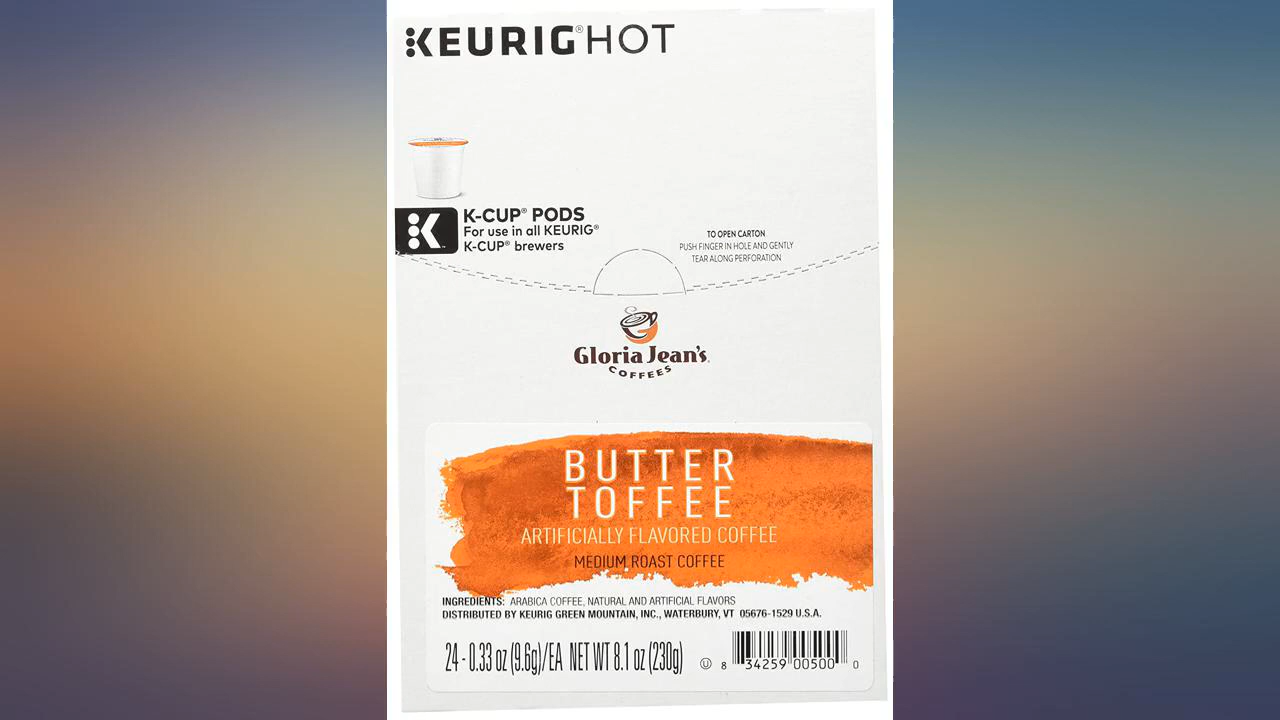 KEURIG® HOT
K-CUP® PODS
For use in all KEURIG®
K-CUP® brewers
TO OPEN CARTON
PUSH FINGER IN HOLE AND GENTLY
TEAR ALONG PERFORATION
Gloria Jean's
COFFEES
BUTTER
TOFFEE
ARTIFICIALLY FLAVORED COFFEE
MEDIUM ROAST COFFEE
INGREDIENTS: ARABICA COFFEE, NATURAL AND ARTIFICIAL FLAVORS
DISTRIBUTED BY KEURIG GREEN MOUNTAIN, INC., WATERBURY, VT 05676-1529 U.S.A.
24 - 0.33 oz (9.6g)/EA NET WT 8.1 oz (230g)
U 8 34259 00500 0